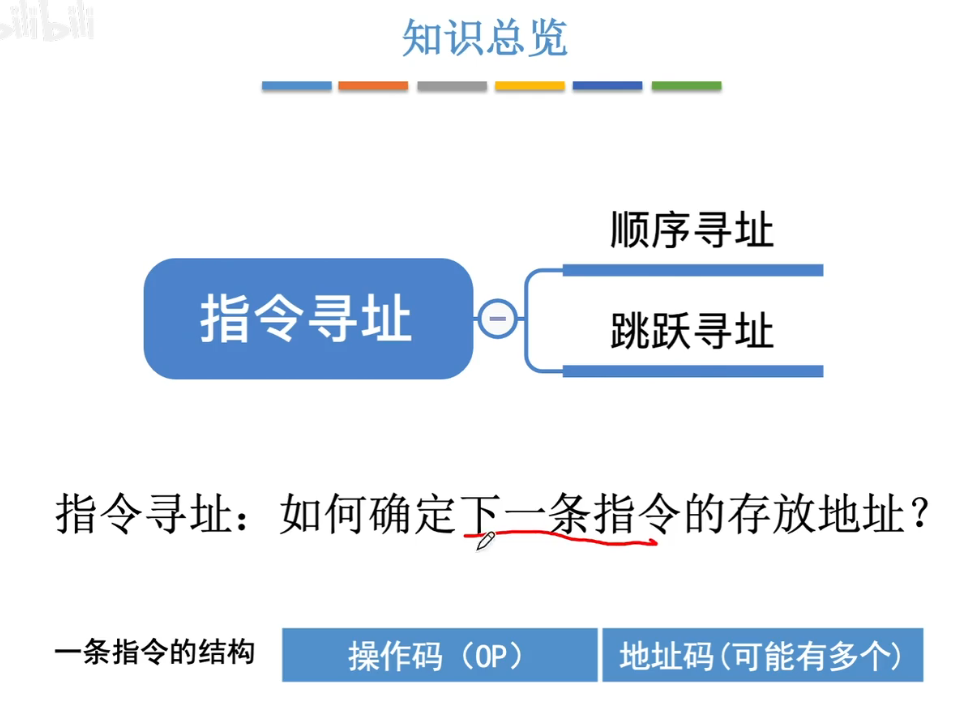 bilibili
知识总览
顺序寻址
指令寻址
跳跃寻址
指令寻址：如何确定下一条指令的存放地址？
一条指令的结构
操作码（OP）
地址码(可能有多个)